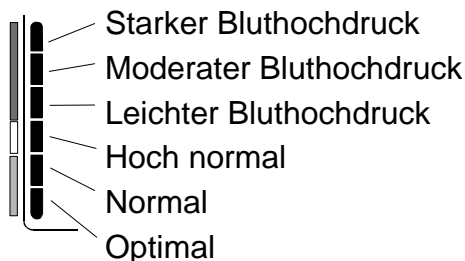 Starker Bluthochdruck
Moderater Bluthochdruck
Leichter Bluthochdruck
Hoch normal
Normal
Optimal